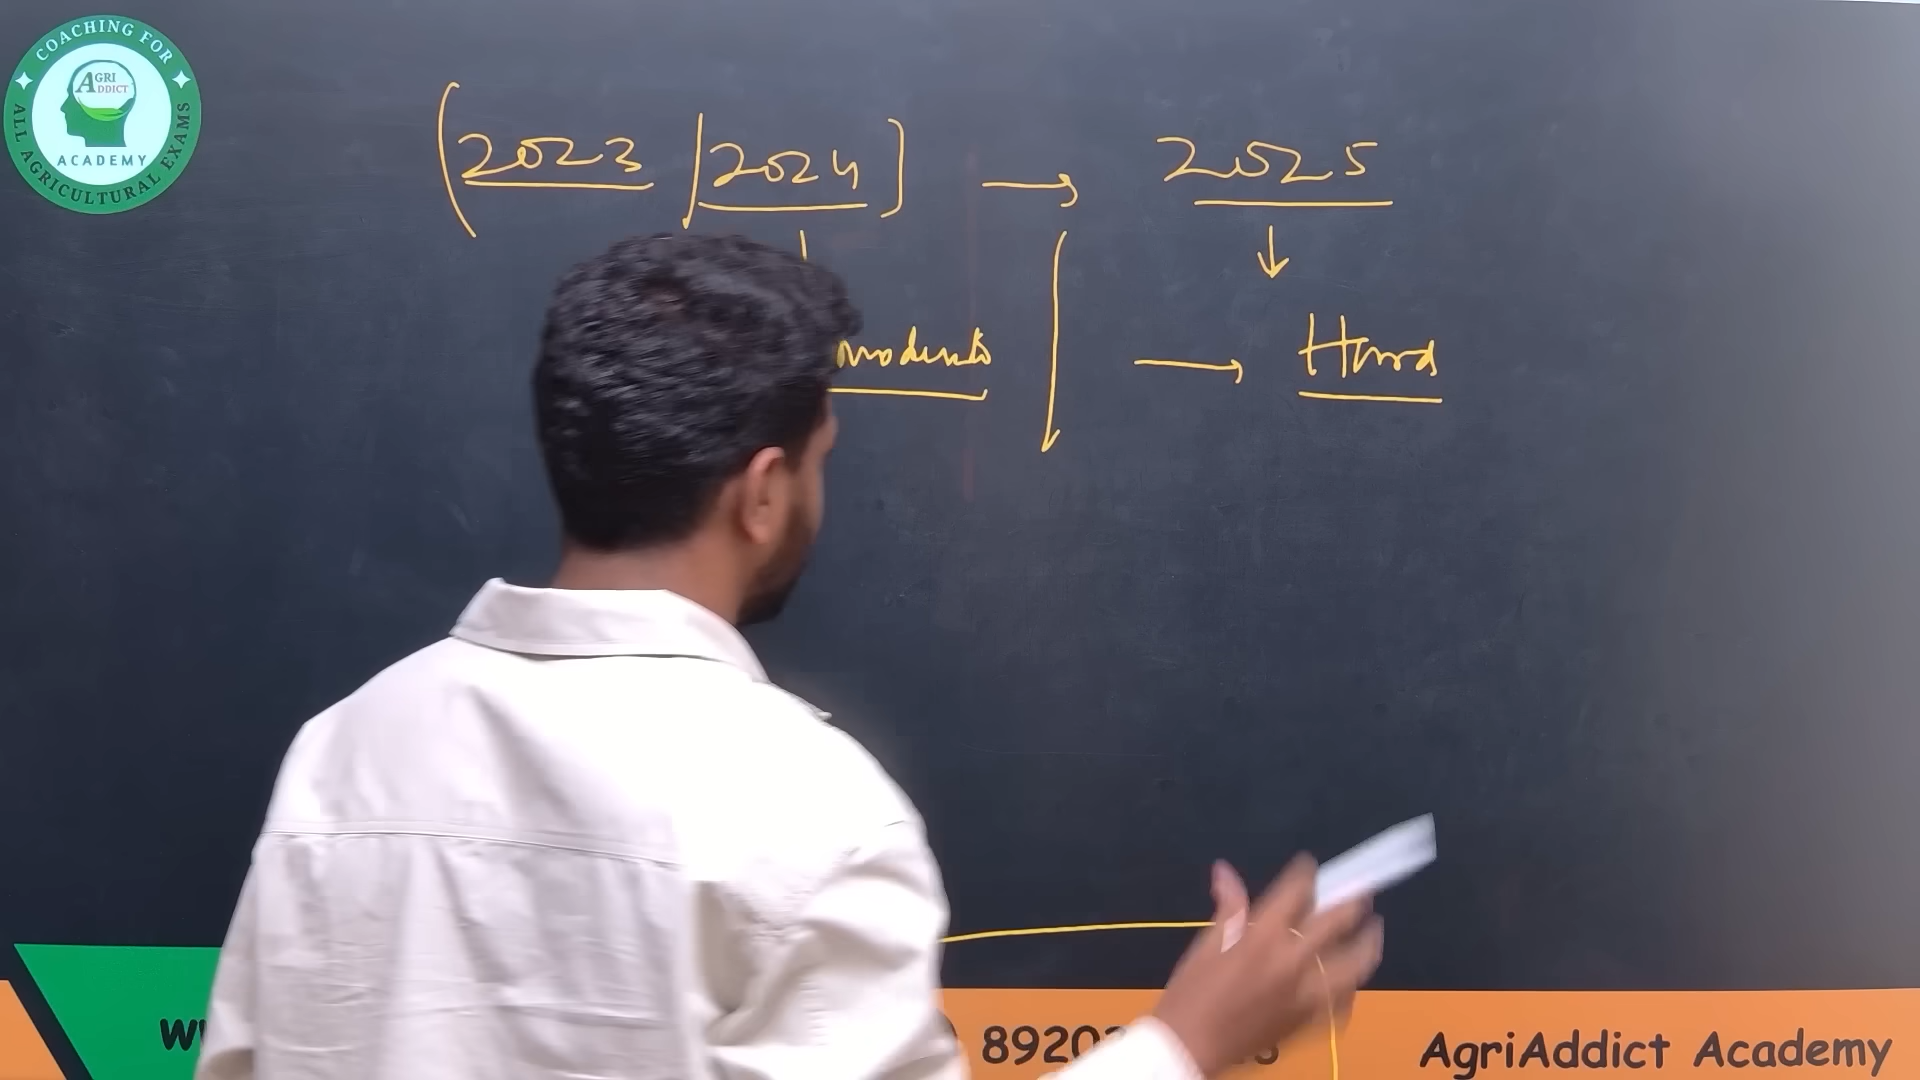 COACHING FOR
ALL AGRICULTURAL EXAMS
AGRI
ADDICT
ACADEMY
(2023 / 2024] → 2025
→ Hard
AgriAddict Academy